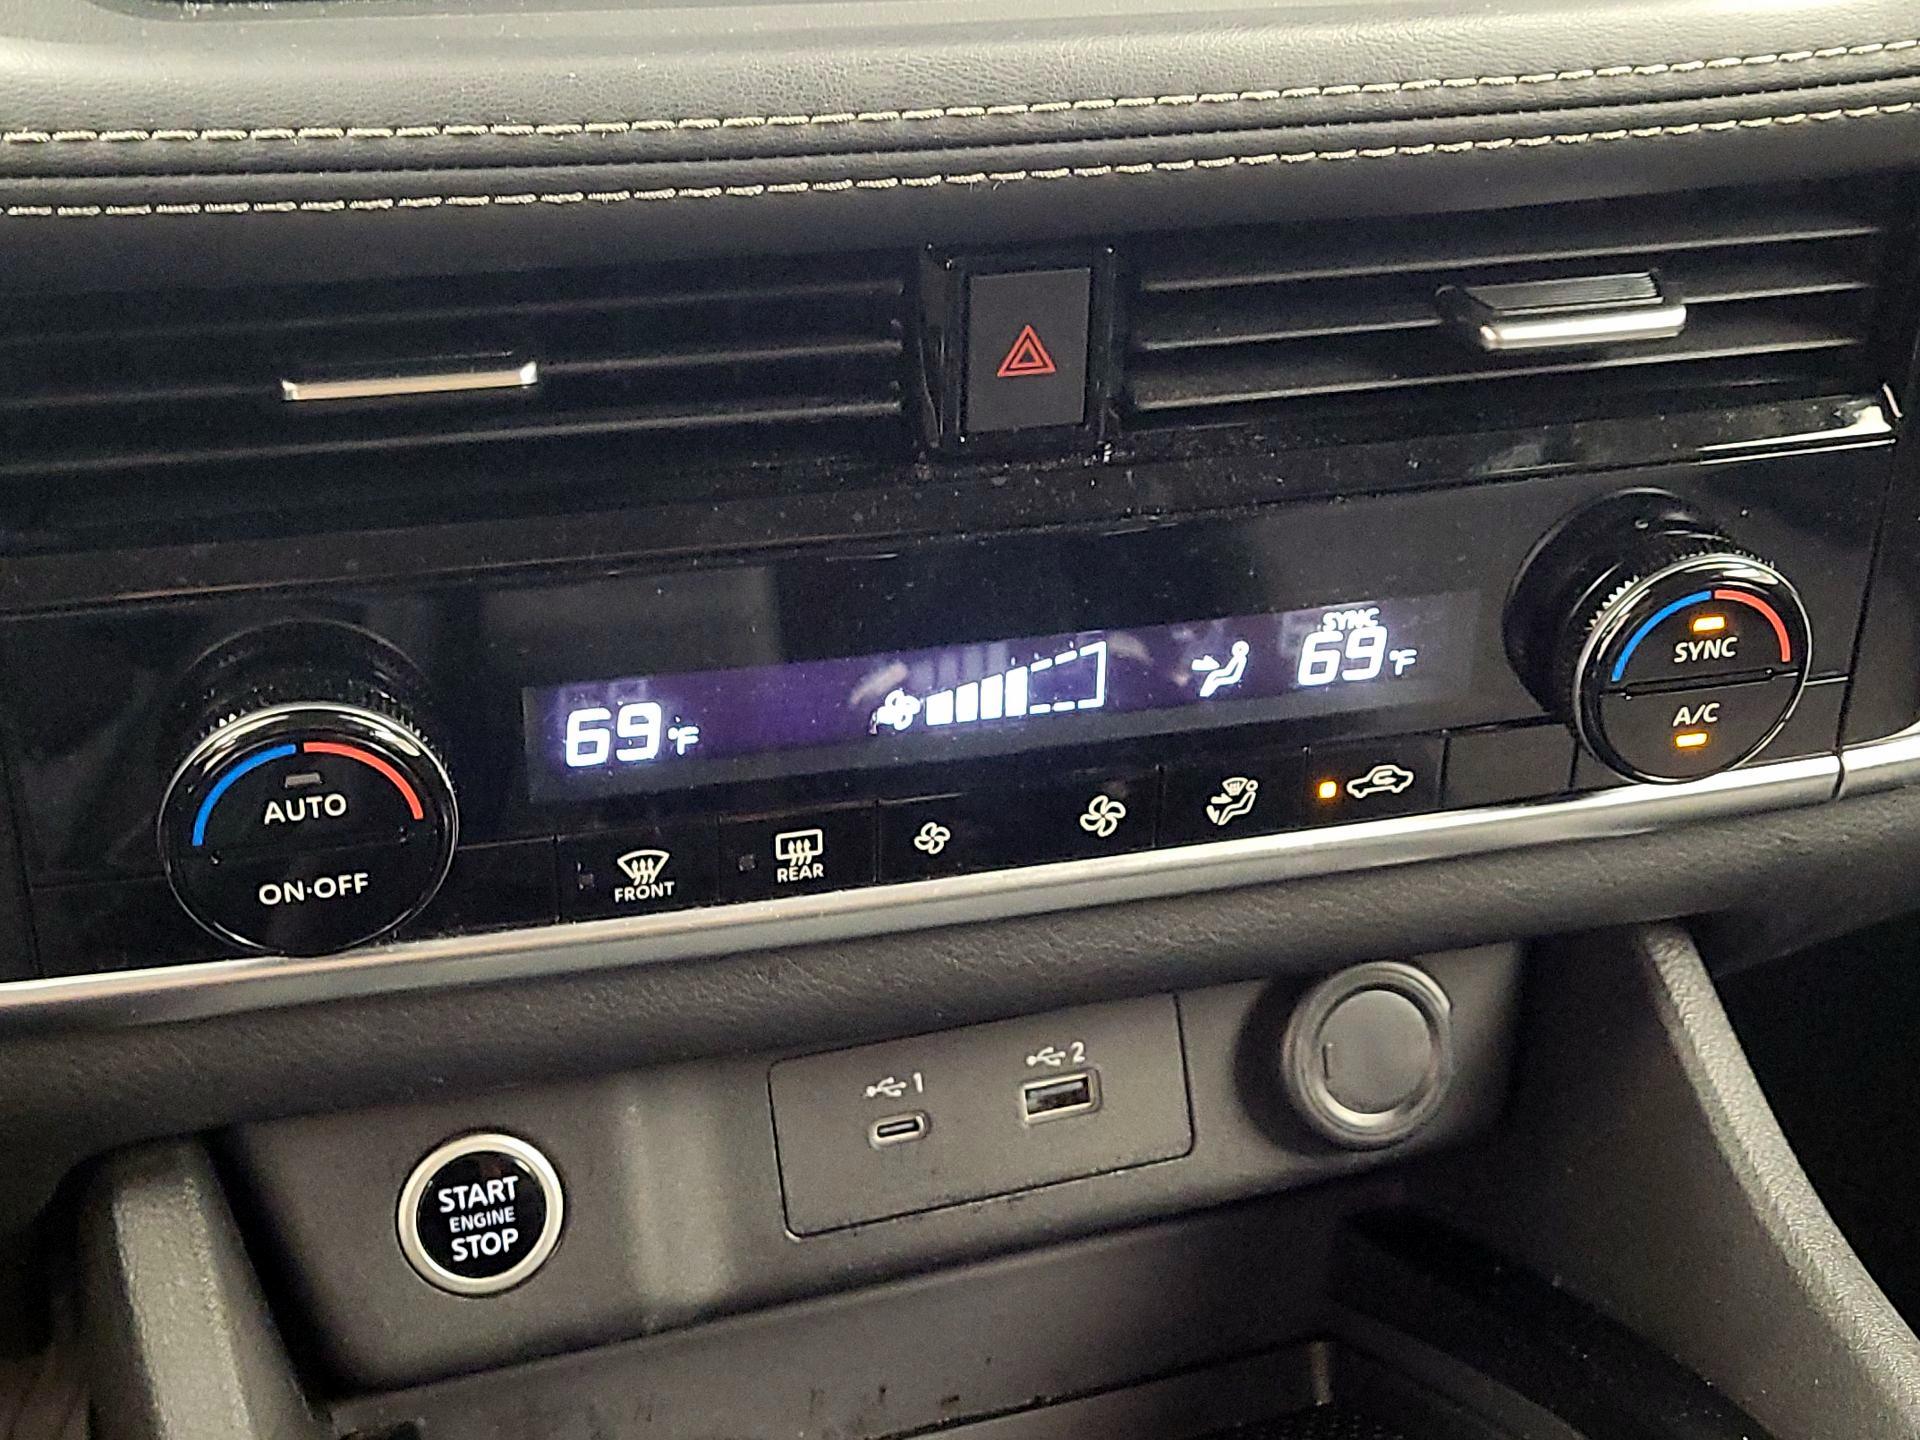 SYNC
69°F
69°F
SYNC
A/C
AUTO
ON·OFF
FRONT
REAR
1
2
START
ENGINE
STOP